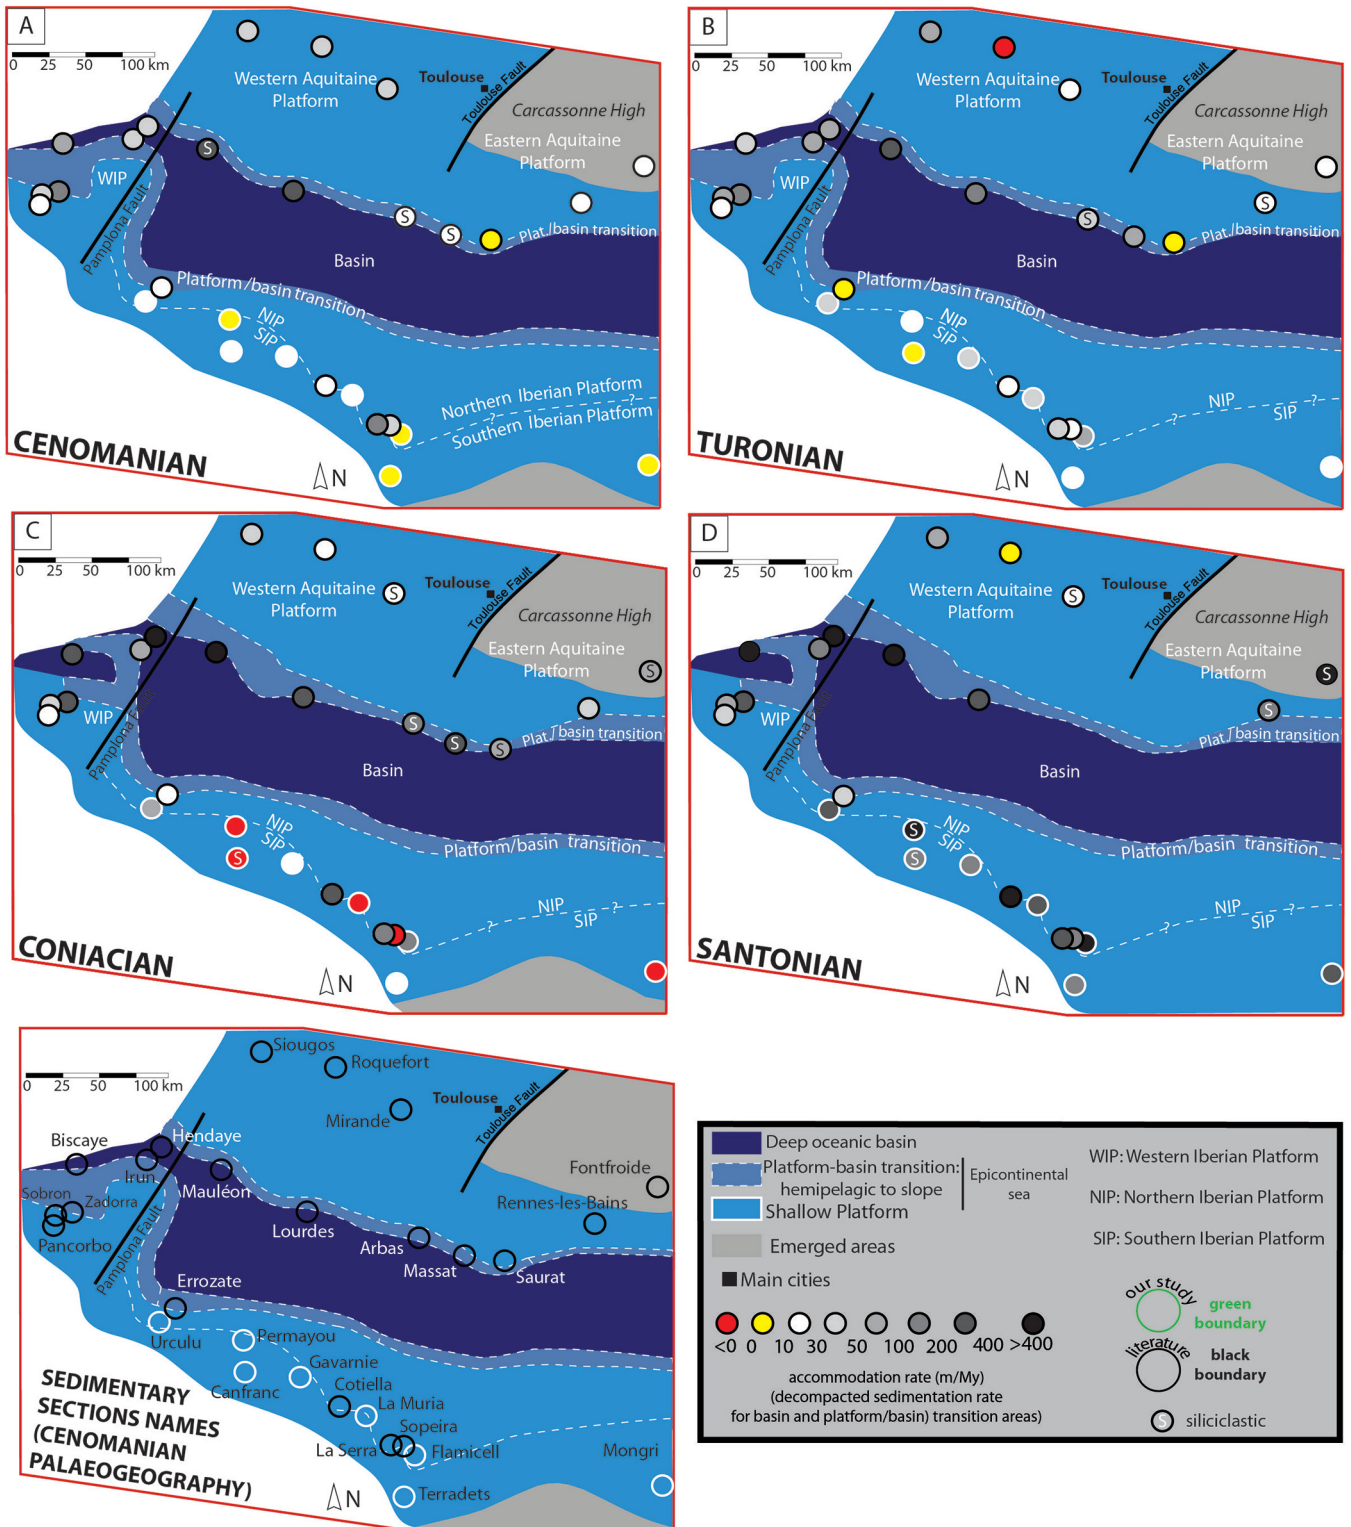 A
0 25 50 100 km
Western Aquitaine
Platform
Toulouse
Toulouse Fault
Carcassonne High
Eastern Aquitaine
Platform
S
WIP
Pamplona Fault
S
S
Plat./basin transition
Basin
Platform/basin transition
NIP
SIP
Northern Iberian Platform
?
?
Southern Iberian Platform
CENOMANIAN
N
B
0 25 50 100 km
Western Aquitaine
Platform
Toulouse
Toulouse Fault
Carcassonne High
Eastern Aquitaine
Platform
WIP
Pamplona Fault
S
S
Plat./basin transition
Basin
Platform/basin transition
NIP
SIP
? NIP ?
SIP
TURONIAN
N
C
0 25 50 100 km
Western Aquitaine
Platform
S
Toulouse
Toulouse Fault
Carcassonne High
Eastern Aquitaine
Platform
S
WIP
Pamplona Fault
S
S
S
Plat./basin transition
Basin
NIP
SIP
S
Platform/basin transition
? NIP ?
SIP
CONIACIAN
N
D
0 25 50 100 km
Western Aquitaine
Platform
S
Toulouse
Toulouse Fault
Carcassonne High
Eastern Aquitaine
Platform
S
WIP
Pamplona Fault
S
Plat./basin transition
Basin
S
NIP
SIP
S
Platform/basin transition
? NIP ?
SIP
SANTONIAN
N
0 25 50 100 km
Siougos
Roquefort
Mirande
Toulouse
Toulouse Fault
Biscaye
Hendaye
Irun
Mauléon
Fontfroide
Rennes-les-Bains
Sobron
Zadorra
Pancorbo
Pamplona Fault
Lourdes
Arbas
Massat
Saurat
Errozate
Urculu
Permayou
Gavarnie
Canfranc
Cotiella
La Muria
Sopeira
La Serra
Flamicell
Mongri
Terradets
SEDIMENTARY
SECTIONS NAMES
(CENOMANIAN
PALAEOGEOGRAPHY)
N
Deep oceanic basin
Platform-basin transition:
hemipelagic to slope
Epicontinental
sea
Shallow Platform
Emerged areas
Main cities
WIP: Western Iberian Platform
NIP: Northern Iberian Platform
SIP: Southern Iberian Platform
<0 0 10 30 50 100 200 400 >400
accommodation rate (m/My)
(decompacted sedimentation rate
for basin and platform/basin) transition areas)
our study
green
boundary
literature
black
boundary
S siliciclastic